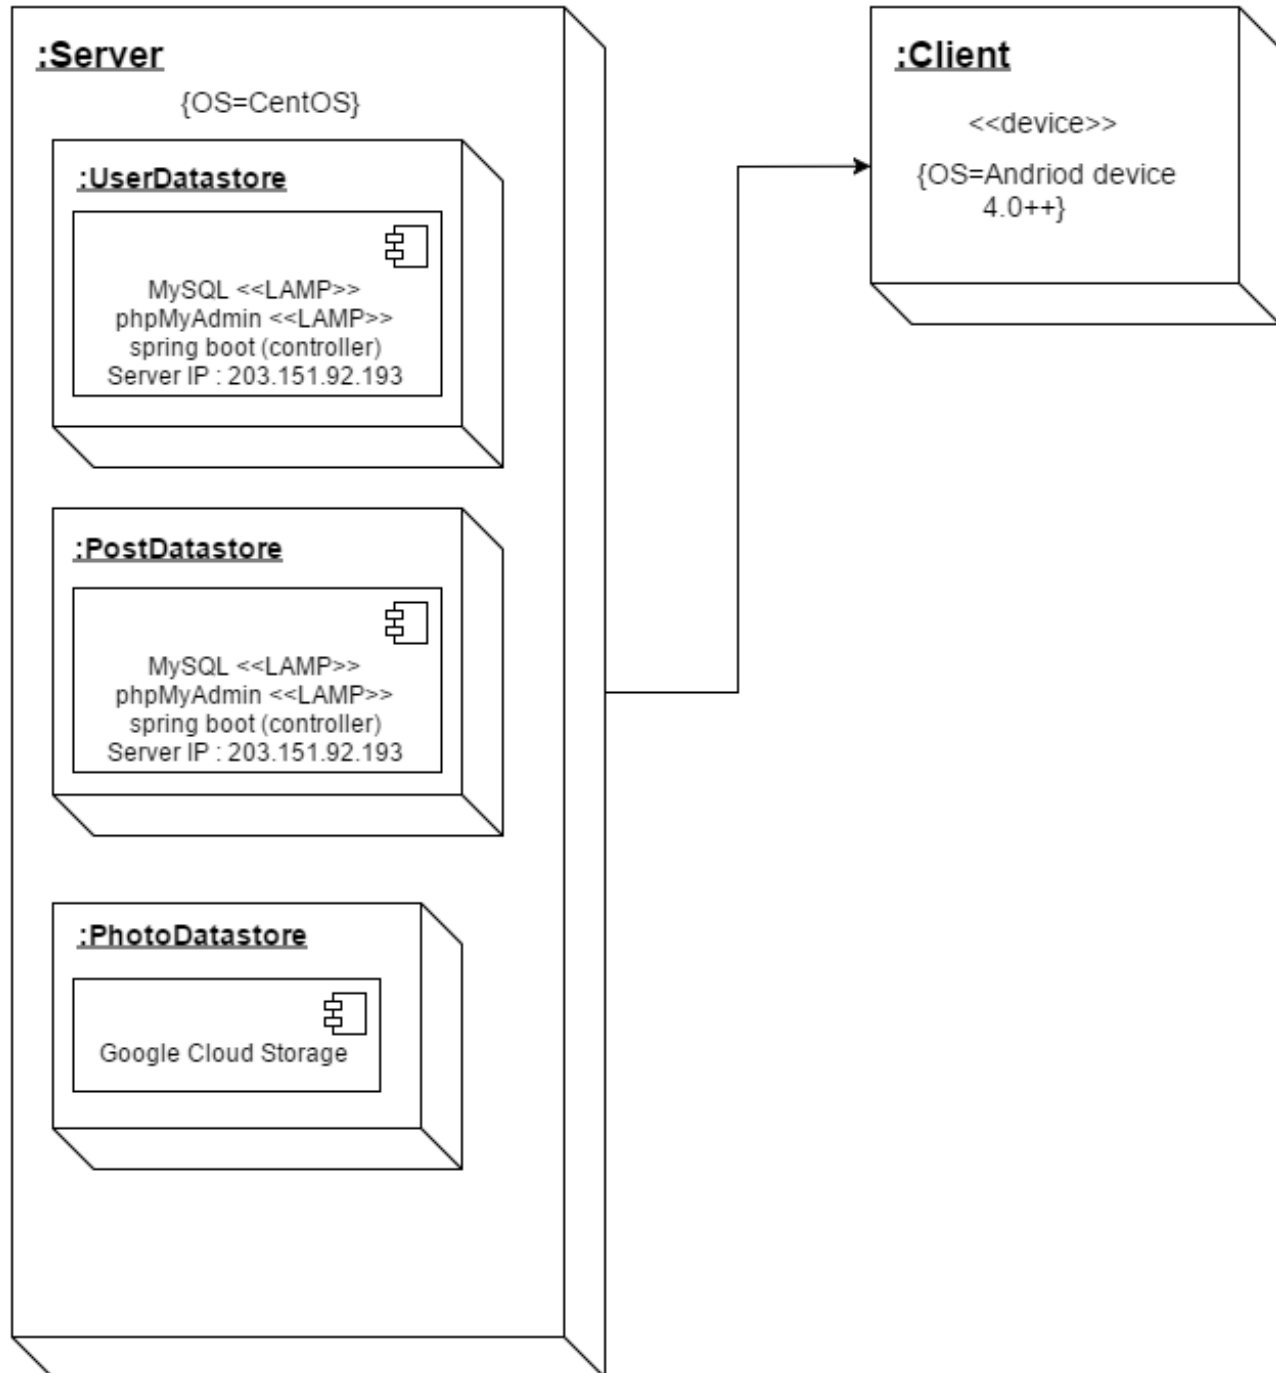 :Server
{OS=CentOS}
:UserDatastore
MySQL <<LAMP>>
phpMyAdmin <<LAMP>>
spring boot (controller)
Server IP : 203.151.92.193
:PostDatastore
MySQL <<LAMP>>
phpMyAdmin <<LAMP>>
spring boot (controller)
Server IP : 203.151.92.193
:PhotoDatastore
Google Cloud Storage
:Client
<<device>>
{OS=Andriod device
4.0++}